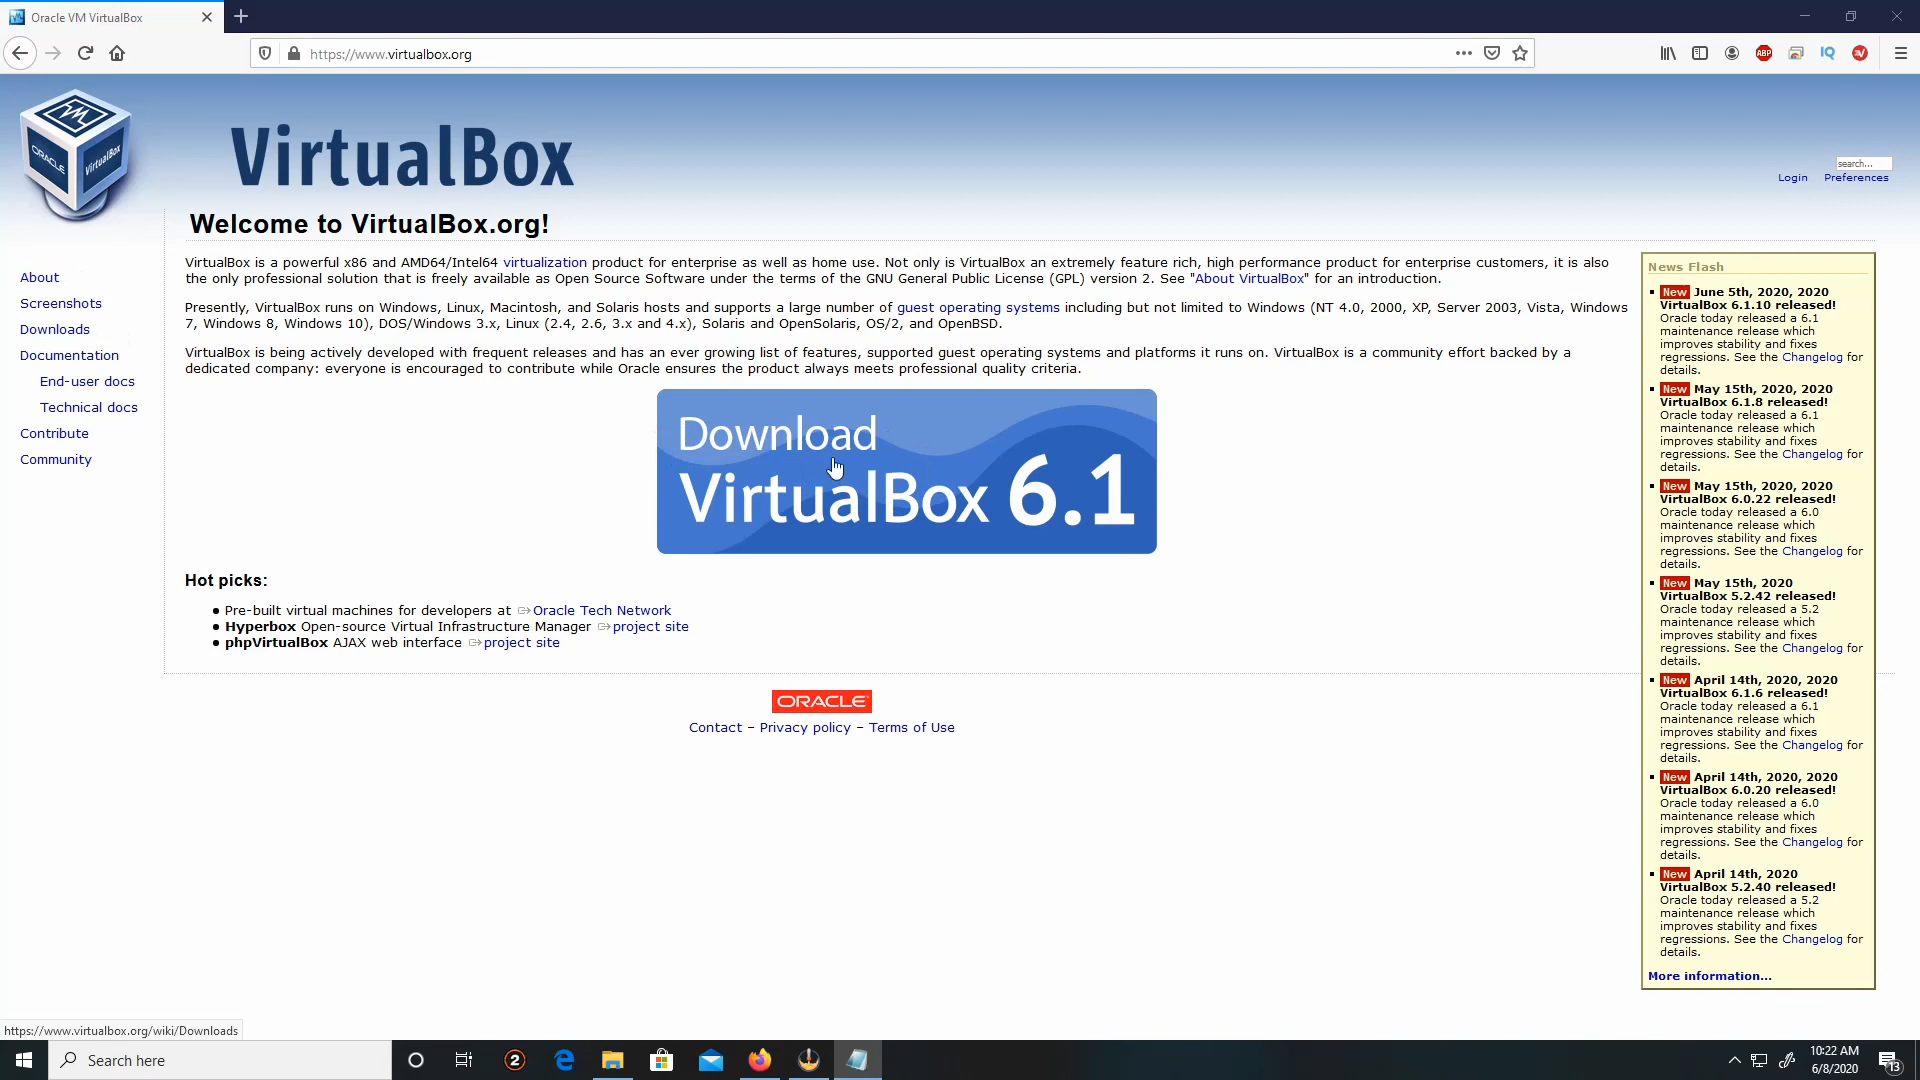 Oracle VM VirtualBox
https://www.virtualbox.org
ABP
IQ
ORACLE
VirtualBox
VirtualBox
search...
Login Preferences
Welcome to VirtualBox.org!
About
Screenshots
Downloads
Documentation
End-user docs
Technical docs
Contribute
Community
VirtualBox is a powerful x86 and AMD64/Intel64 virtualization product for enterprise as well as home use. Not only is VirtualBox an extremely feature rich, high performance product for enterprise customers, it is also
the only professional solution that is freely available as Open Source Software under the terms of the GNU General Public License (GPL) version 2. See "About VirtualBox" for an introduction.
Presently, VirtualBox runs on Windows, Linux, Macintosh, and Solaris hosts and supports a large number of guest operating systems including but not limited to Windows (NT 4.0, 2000, XP, Server 2003, Vista, Windows
7, Windows 8, Windows 10), DOS/Windows 3.x, Linux (2.4, 2.6, 3.x and 4.x), Solaris and OpenSolaris, OS/2, and OpenBSD.
VirtualBox is being actively developed with frequent releases and has an ever growing list of features, supported guest operating systems and platforms it runs on. VirtualBox is a community effort backed by a
dedicated company: everyone is encouraged to contribute while Oracle ensures the product always meets professional quality criteria.
Download
VirtualBox 6.1
Hot picks:
Pre-built virtual machines for developers at Oracle Tech Network
Hyperbox Open-source Virtual Infrastructure Manager project site
phpVirtualBox AJAX web interface project site
ORACLE
Contact – Privacy policy – Terms of Use
News Flash
New June 5th, 2020, 2020
VirtualBox 6.1.10 released!
Oracle today released a 6.1
maintenance release which
improves stability and fixes
regressions. See the Changelog for
details.
New May 15th, 2020, 2020
VirtualBox 6.1.8 released!
Oracle today released a 6.1
maintenance release which
improves stability and fixes
regressions. See the Changelog for
details.
New May 15th, 2020, 2020
VirtualBox 6.0.22 released!
Oracle today released a 6.0
maintenance release which
improves stability and fixes
regressions. See the Changelog for
details.
New May 15th, 2020
VirtualBox 5.2.42 released!
Oracle today released a 5.2
maintenance release which
improves stability and fixes
regressions. See the Changelog for
details.
New April 14th, 2020, 2020
VirtualBox 6.1.6 released!
Oracle today released a 6.1
maintenance release which
improves stability and fixes
regressions. See the Changelog for
details.
New April 14th, 2020, 2020
VirtualBox 6.0.20 released!
Oracle today released a 6.0
maintenance release which
improves stability and fixes
regressions. See the Changelog for
details.
New April 14th, 2020
VirtualBox 5.2.40 released!
Oracle today released a 5.2
maintenance release which
improves stability and fixes
regressions. See the Changelog for
details.
More information...
https://www.virtualbox.org/wiki/Downloads
Search here
2
10:22 AM
6/8/2020
13